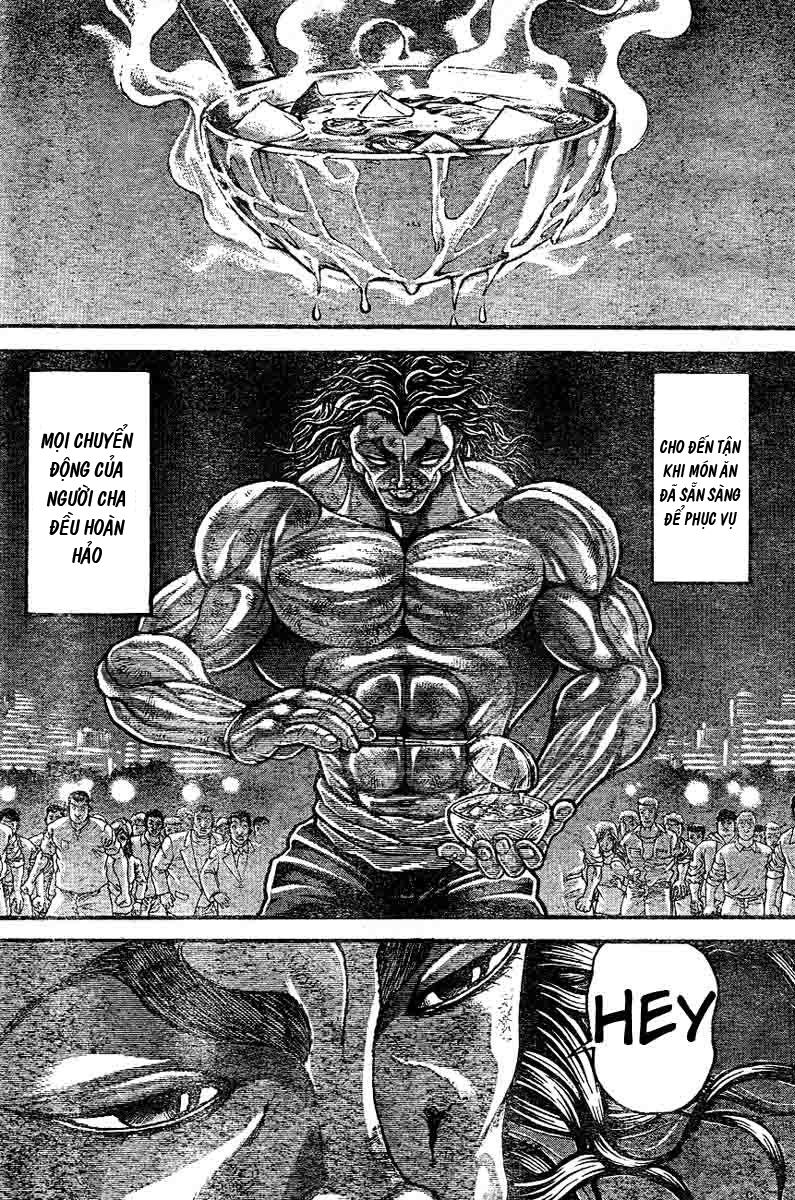 CHO ĐẾN TẬN
KHI MÓN ĂN
ĐÃ SẴN SÀNG
ĐỂ PHỤC VỤ
MỌI CHUYỂN
ĐỘNG CỦA
NGƯỜI CHA
ĐỀU HOÀN
HẢO
HEY